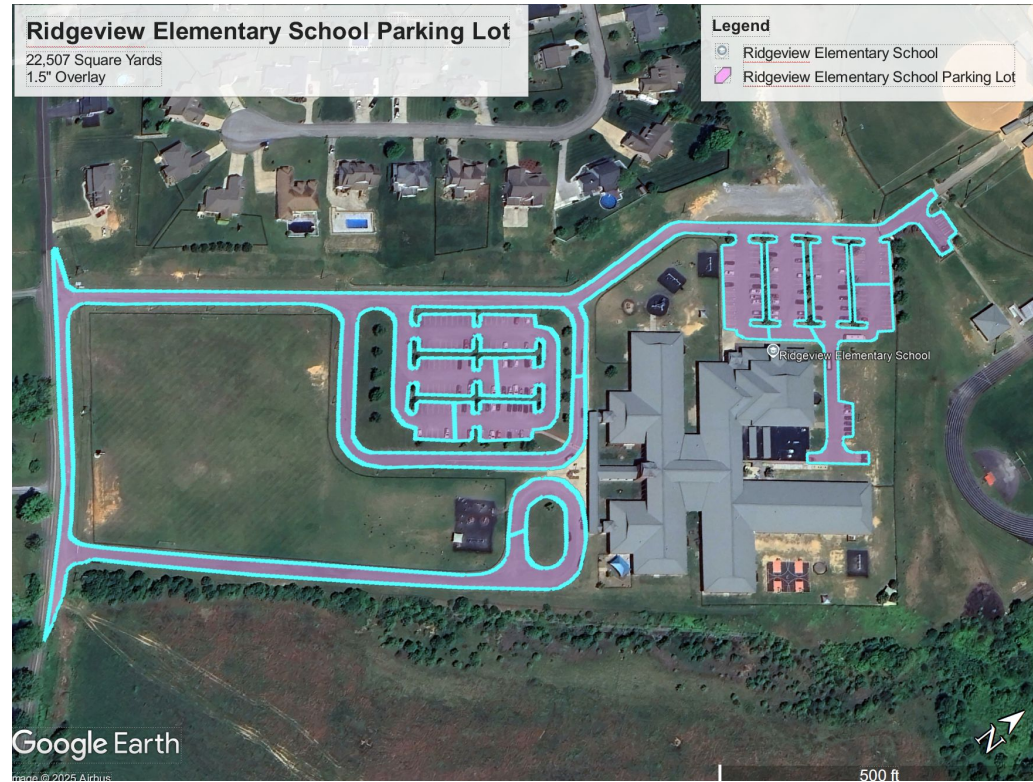 Ridgeview Elementary School Parking Lot
22,507 Square Yards
1.5" Overlay
Legend
Ridgeview Elementary School
Ridgeview Elementary School Parking Lot
Ridgeview Elementary School
N
Google Earth
mage © 2025 Airbus
500 ft